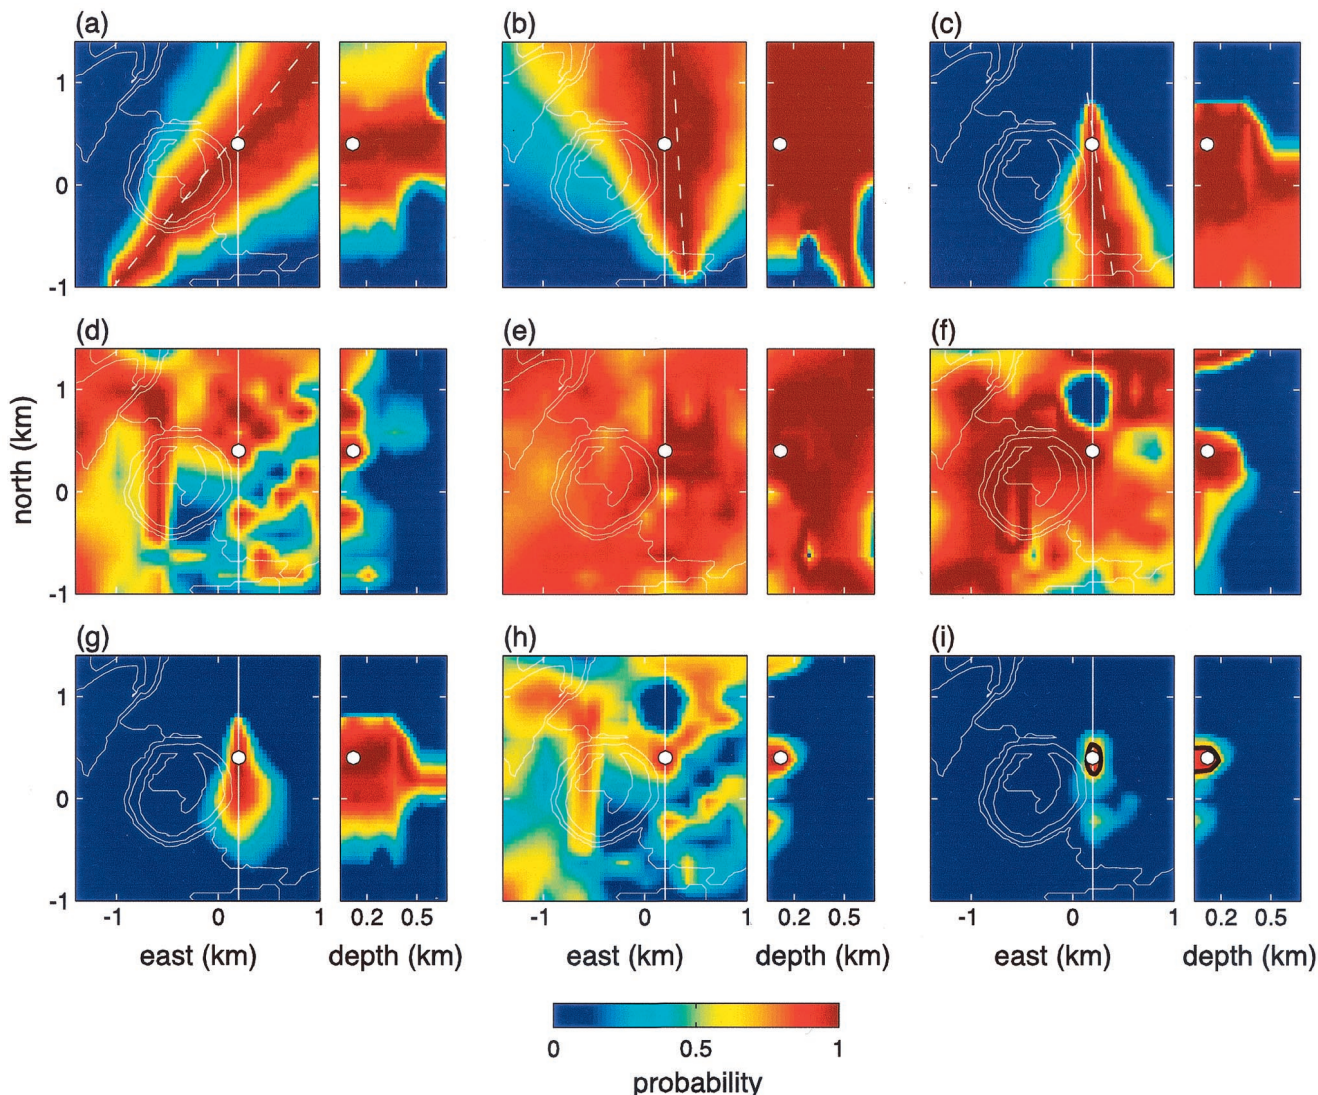 (a) (b) (c)
1
0
-1
(d) (e) (f)
1
0
-1
north (km)
(g) (h) (i)
1
0
-1
-1 0 1 0.2 0.5 -1 0 1 0.2 0.5 -1 0 1 0.2 0.5
east (km) depth (km) east (km) depth (km) east (km) depth (km)
0 0.5 1
probability